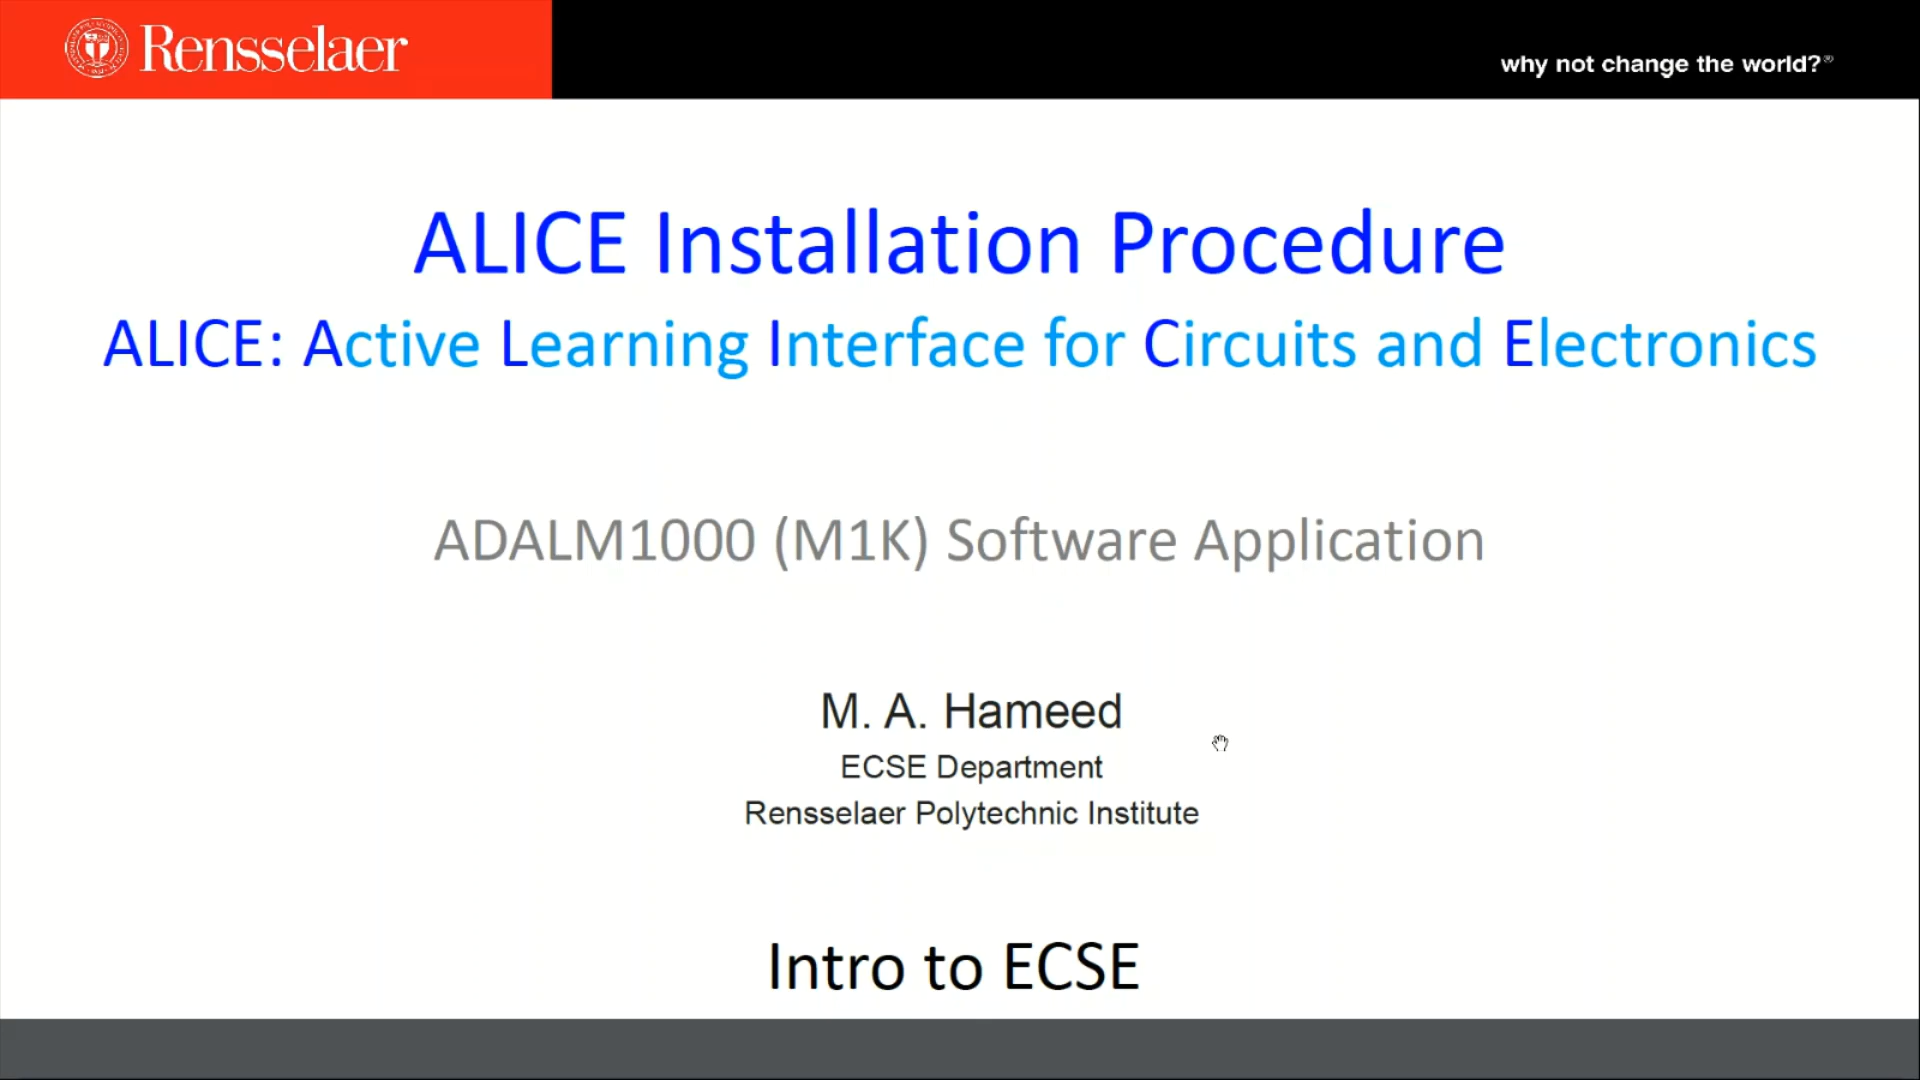 Rensselaer
why not change the world?®
ALICE Installation Procedure
ALICE: Active Learning Interface for Circuits and Electronics
ADALM1000 (M1K) Software Application
M. A. Hameed
ECSE Department
Rensselaer Polytechnic Institute
Intro to ECSE